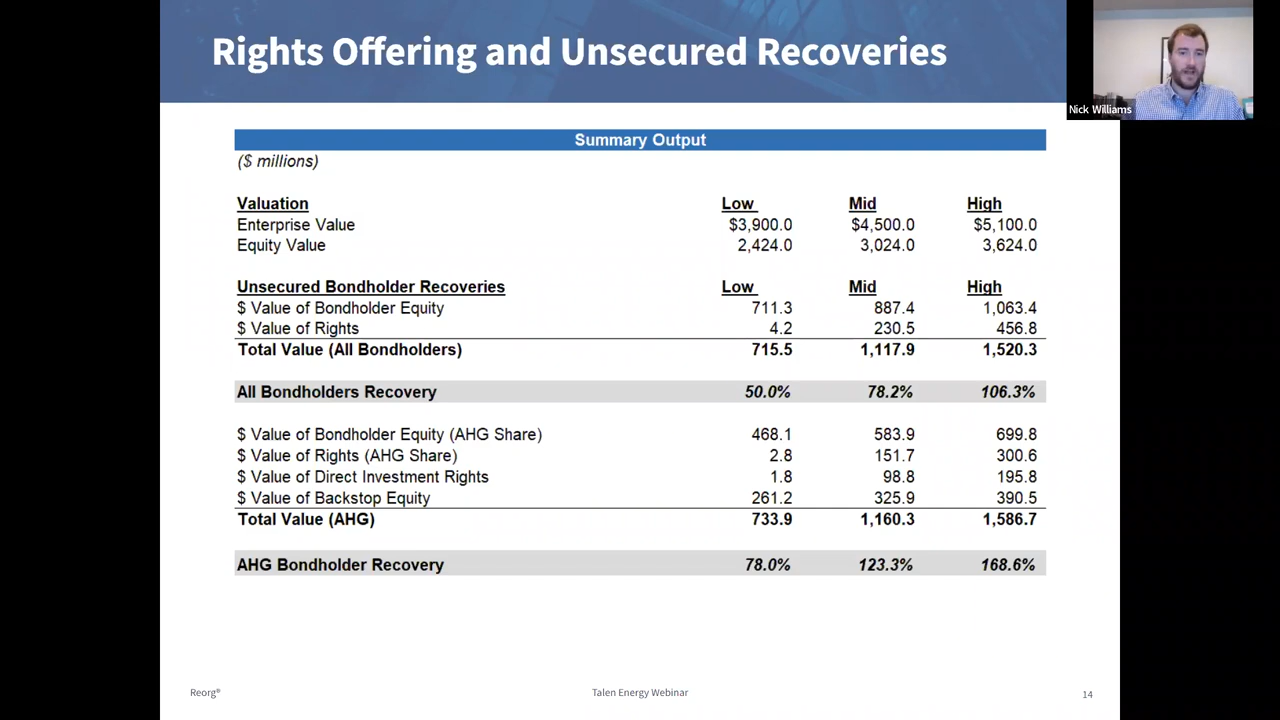 Rights Offering and Unsecured Recoveries
Nick Williams
Summary Output
($ millions)
Valuation Low Mid High
Enterprise Value $3,900.0 $4,500.0 $5,100.0
Equity Value 2,424.0 3,024.0 3,624.0
Unsecured Bondholder Recoveries Low Mid High
$ Value of Bondholder Equity 711.3 887.4 1,063.4
$ Value of Rights 4.2 230.5 456.8
Total Value (All Bondholders) 715.5 1,117.9 1,520.3
All Bondholders Recovery 50.0% 78.2% 106.3%
$ Value of Bondholder Equity (AHG Share) 468.1 583.9 699.8
$ Value of Rights (AHG Share) 2.8 151.7 300.6
$ Value of Direct Investment Rights 1.8 98.8 195.8
$ Value of Backstop Equity 261.2 325.9 390.5
Total Value (AHG) 733.9 1,160.3 1,586.7
AHG Bondholder Recovery 78.0% 123.3% 168.6%
Reorg® Talen Energy Webinar 14